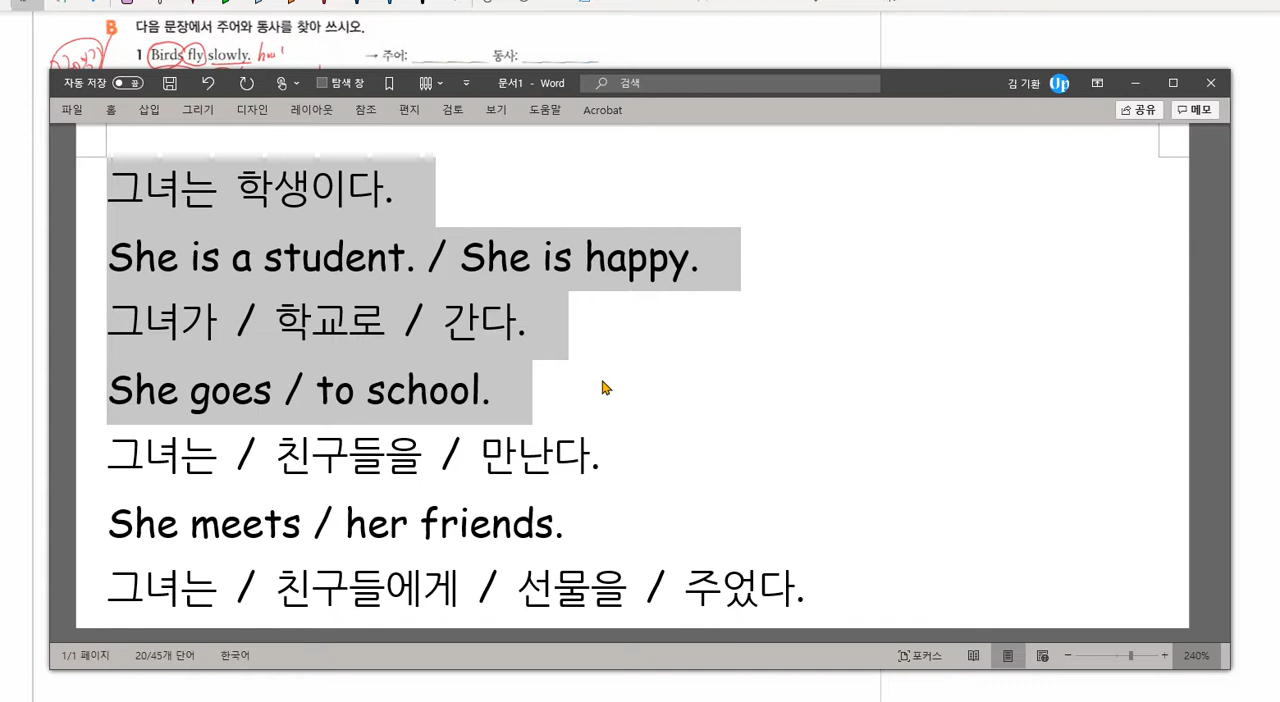 B 다음 문장에서 주어와 동사를 찾아 쓰시오.
1 Birds fly slowly. → 주어: 동사:
자동 저장 끔 탐색 창 문서1 - Word 검색 김 기환 Up
파일 홈 삽입 그리기 디자인 레이아웃 참조 편지 검토 보기 도움말 Acrobat 공유 메모
그녀는 학생이다.
She is a student. / She is happy.
그녀가 / 학교로 / 간다.
She goes / to school.
그녀는 / 친구들을 / 만난다.
She meets / her friends.
그녀는 / 친구들에게 / 선물을 / 주었다.
1/1 페이지 20/45개 단어 한국어 포커스 240%